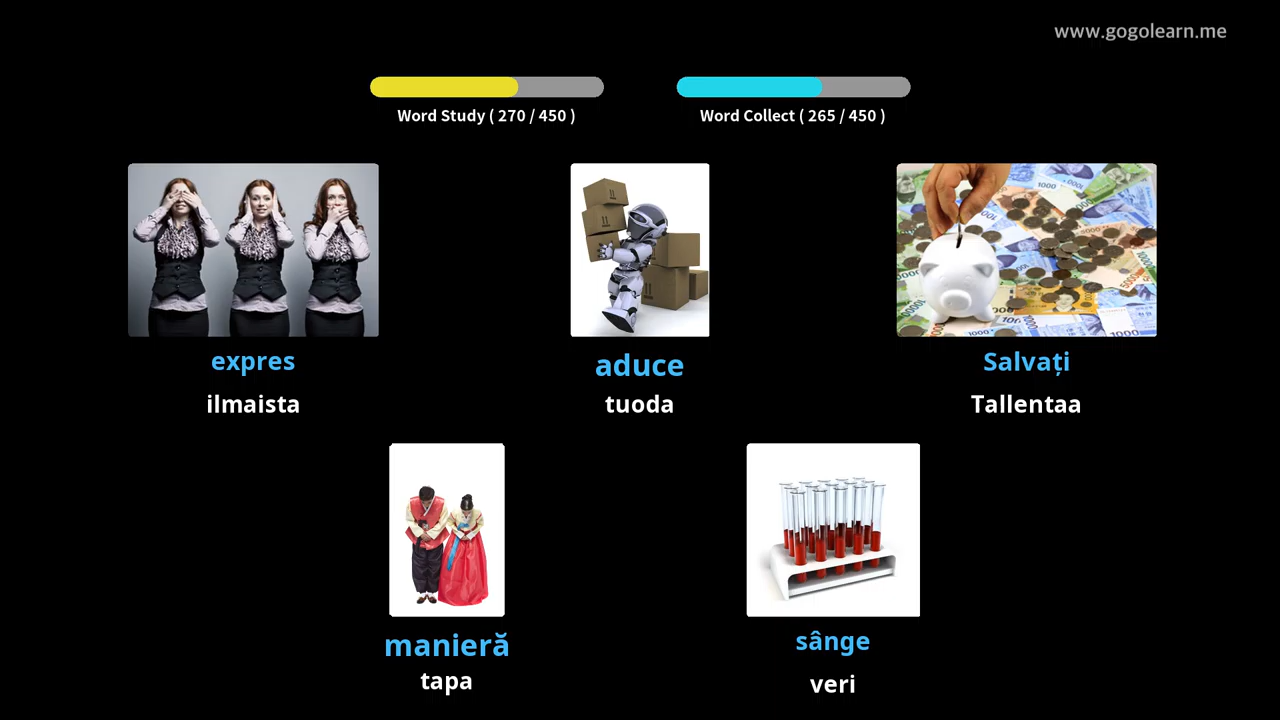 www.gogolearn.me
Word Study ( 270 / 450 )
Word Collect ( 265 / 450 )
expres
ilmaista
aduce
tuoda
Salvați
Tallentaa
manieră
tapa
sânge
veri